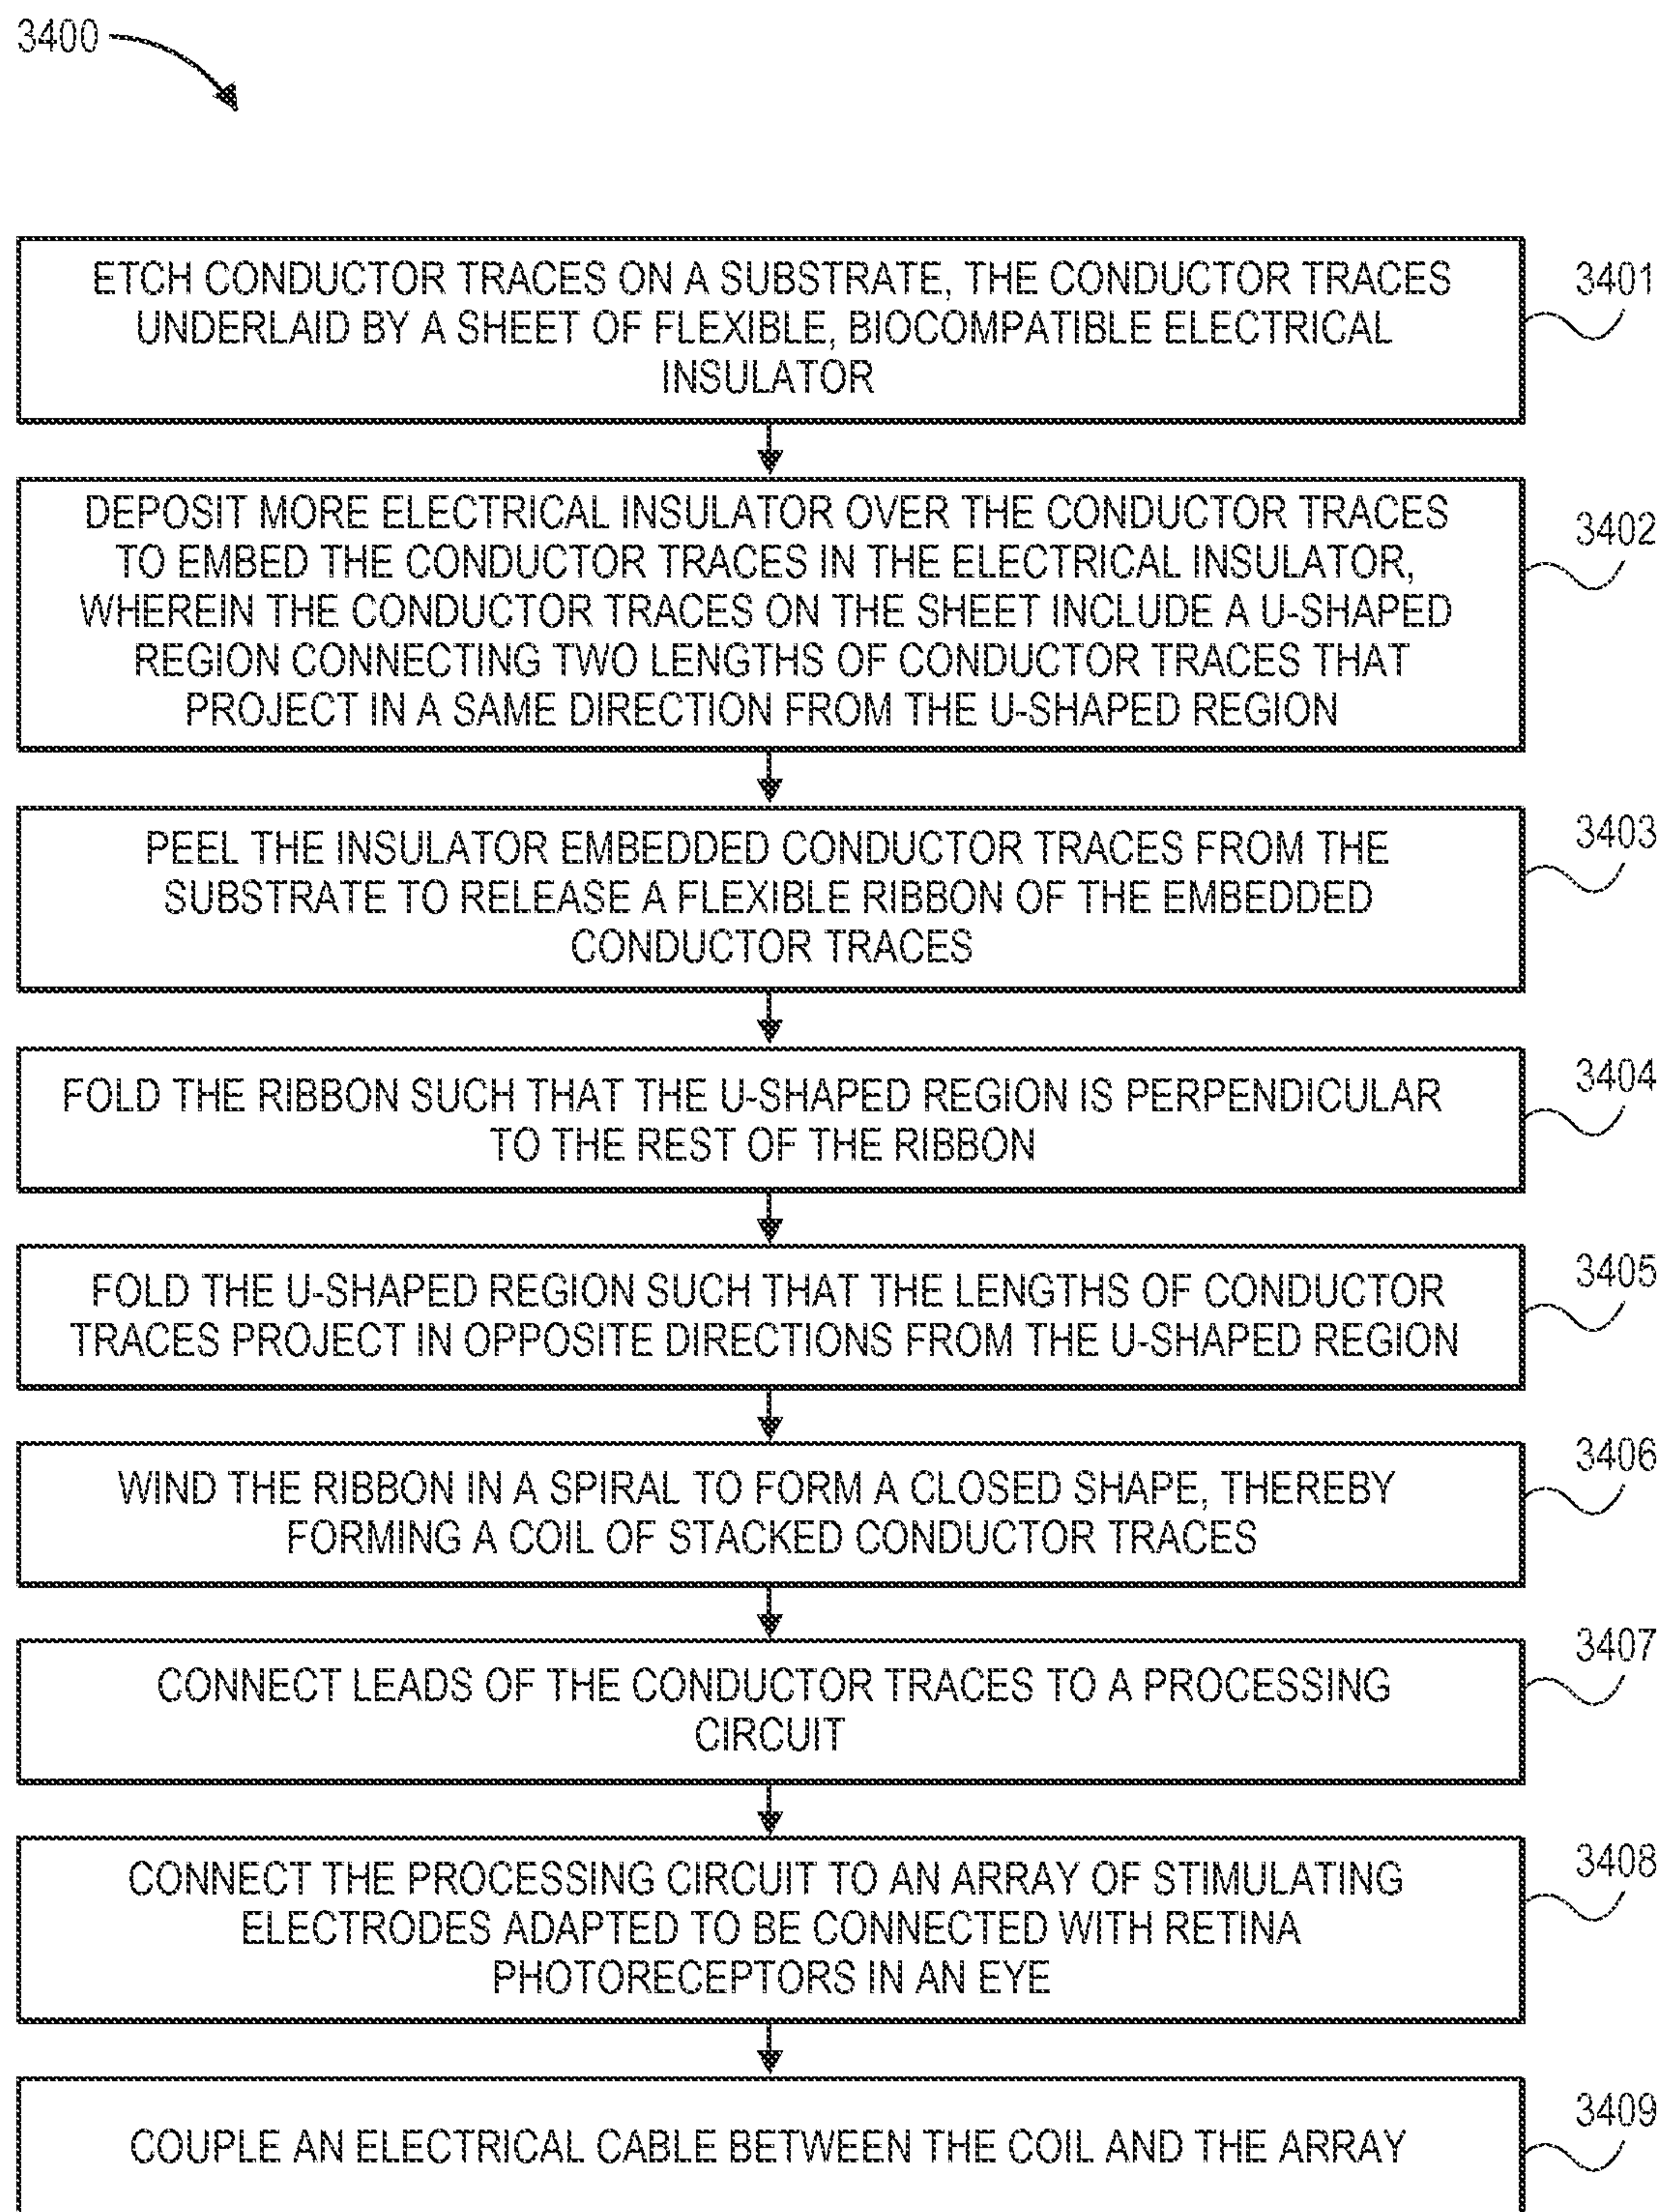 3400
ETCH CONDUCTOR TRACES ON A SUBSTRATE, THE CONDUCTOR TRACES
UNDERLAID BY A SHEET OF FLEXIBLE, BIOCOMPATIBLE ELECTRICAL
INSULATOR
3401
DEPOSIT MORE ELECTRICAL INSULATOR OVER THE CONDUCTOR TRACES
TO EMBED THE CONDUCTOR TRACES IN THE ELECTRICAL INSULATOR,
WHEREIN THE CONDUCTOR TRACES ON THE SHEET INCLUDE A U-SHAPED
REGION CONNECTING TWO LENGTHS OF CONDUCTOR TRACES THAT
PROJECT IN A SAME DIRECTION FROM THE U-SHAPED REGION
3402
PEEL THE INSULATOR EMBEDDED CONDUCTOR TRACES FROM THE
SUBSTRATE TO RELEASE A FLEXIBLE RIBBON OF THE EMBEDDED
CONDUCTOR TRACES
3403
FOLD THE RIBBON SUCH THAT THE U-SHAPED REGION IS PERPENDICULAR
TO THE REST OF THE RIBBON
3404
FOLD THE U-SHAPED REGION SUCH THAT THE LENGTHS OF CONDUCTOR
TRACES PROJECT IN OPPOSITE DIRECTIONS FROM THE U-SHAPED REGION
3405
WIND THE RIBBON IN A SPIRAL TO FORM A CLOSED SHAPE, THEREBY
FORMING A COIL OF STACKED CONDUCTOR TRACES
3406
CONNECT LEADS OF THE CONDUCTOR TRACES TO A PROCESSING
CIRCUIT
3407
CONNECT THE PROCESSING CIRCUIT TO AN ARRAY OF STIMULATING
ELECTRODES ADAPTED TO BE CONNECTED WITH RETINA
PHOTORECEPTORS IN AN EYE
3408
COUPLE AN ELECTRICAL CABLE BETWEEN THE COIL AND THE ARRAY
3409